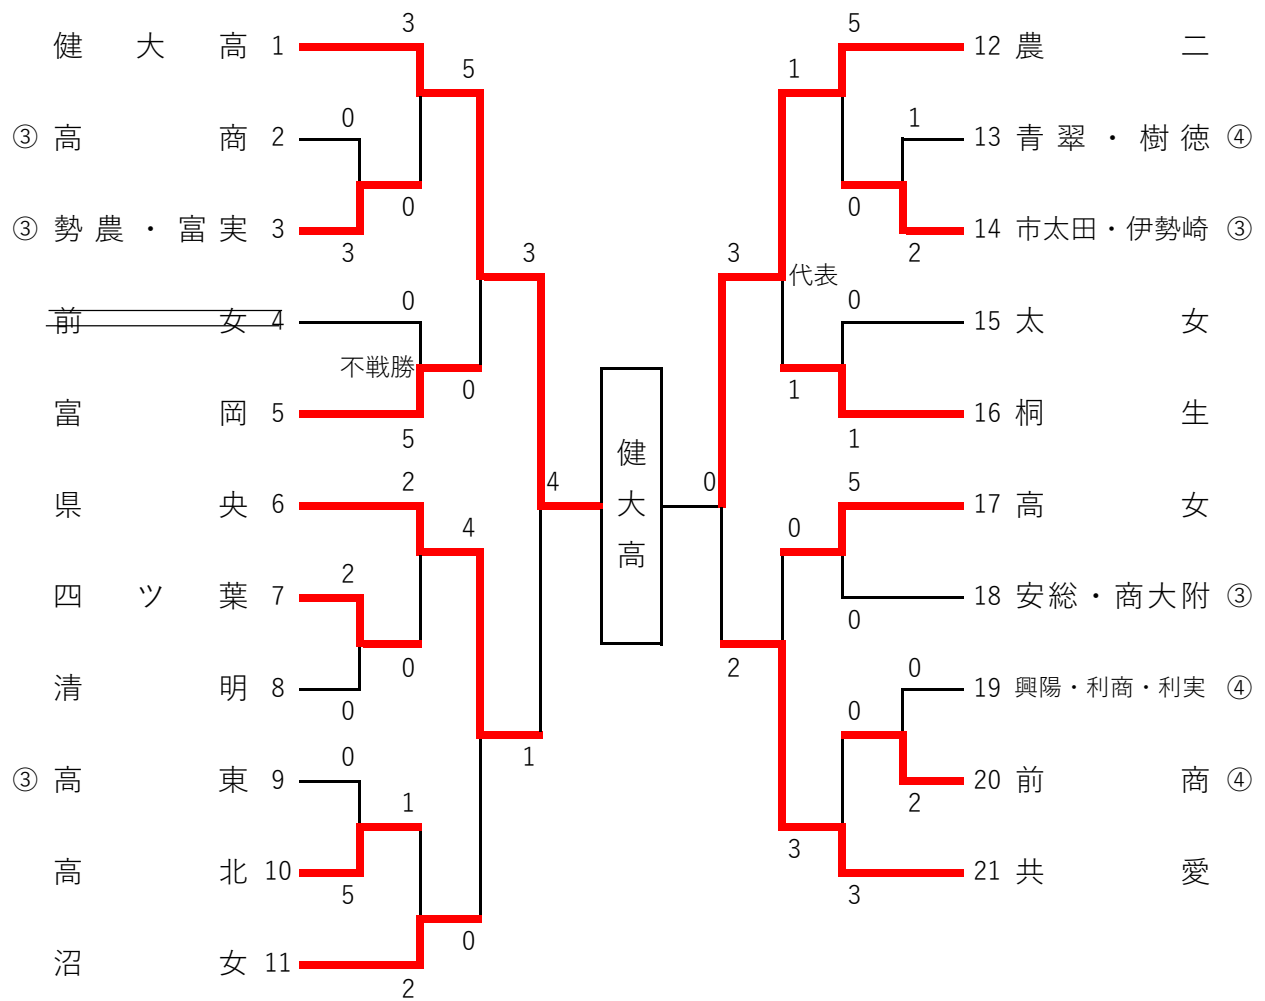 健大高 1
③ 高商 2
③ 勢農・富実 3
前女 4
富岡 5
県央 6
四ツ葉 7
清明 8
③ 高東 9
高北 10
沼女 11
3
0
3
0
0
不戦勝
5
2
2
0
0
0
1
5
2
5
0
4
0
3
1
4
健大高
0
3
2
1
代表
1
0
3
5
0
1
2
0
1
5
0
0
0
2
3
12 農二
13 青翠・樹徳 ④
14 市太田・伊勢崎 ③
15 太女
16 桐生
17 高女
18 安総・商大附 ③
19 興陽・利商・利実 ④
20 前商 ④
21 共愛